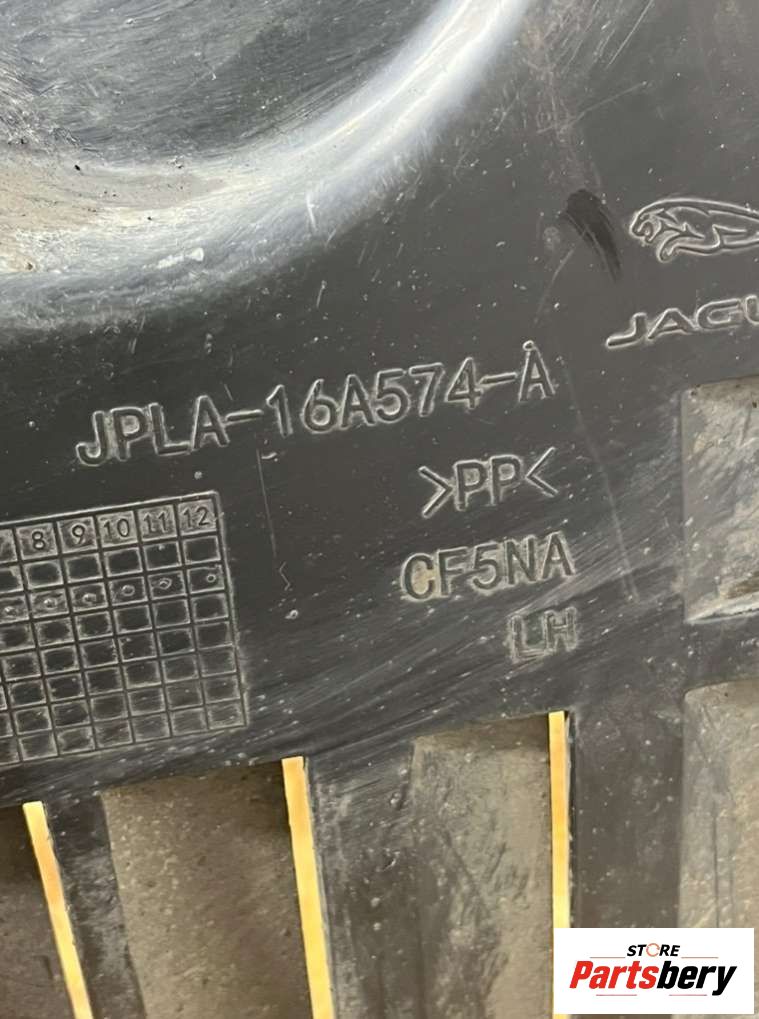 JAGU
JPLA-16A574-A
>PP<
CF5NA
LH
8 9 10 11 12
STORE
Partsbery